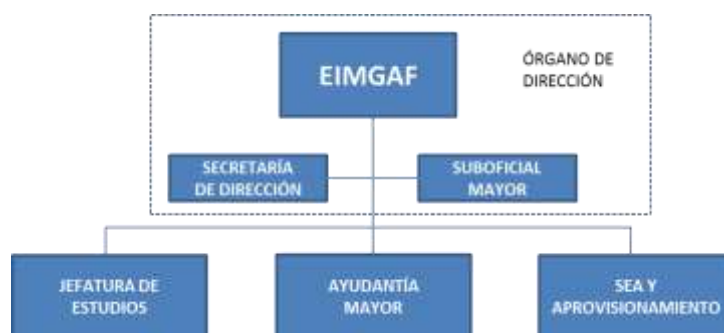 EIMGAF
ÓRGANO DE
DIRECCIÓN
SECRETARÍA
DE DIRECCIÓN
SUBOFICIAL
MAYOR
JEFATURA DE
ESTUDIOS
AYUDANTÍA
MAYOR
SEA Y
APROVISIONAMIENTO